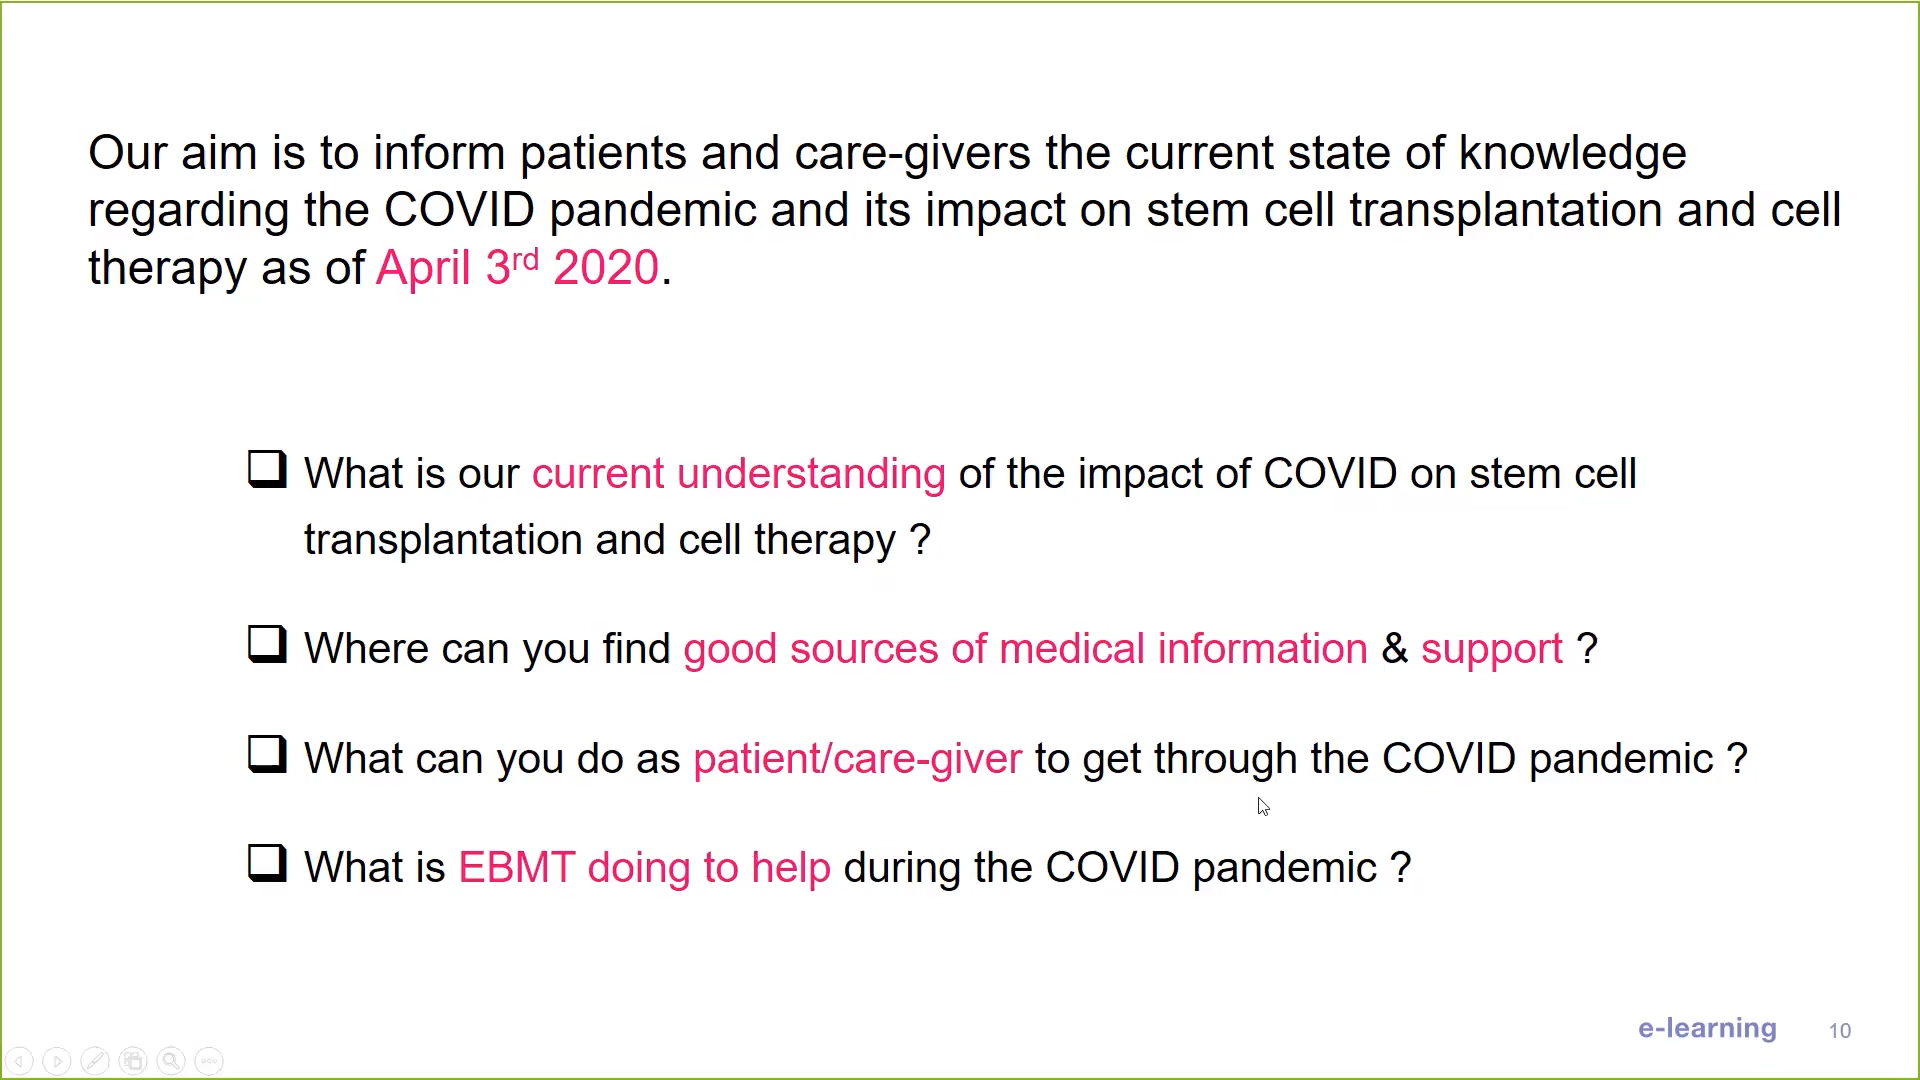 Our aim is to inform patients and care-givers the current state of knowledge
regarding the COVID pandemic and its impact on stem cell transplantation and cell
therapy as of April 3rd 2020.
What is our current understanding of the impact of COVID on stem cell
transplantation and cell therapy ?
Where can you find good sources of medical information & support ?
What can you do as patient/care-giver to get through the COVID pandemic ?
What is EBMT doing to help during the COVID pandemic ?
e-learning 10